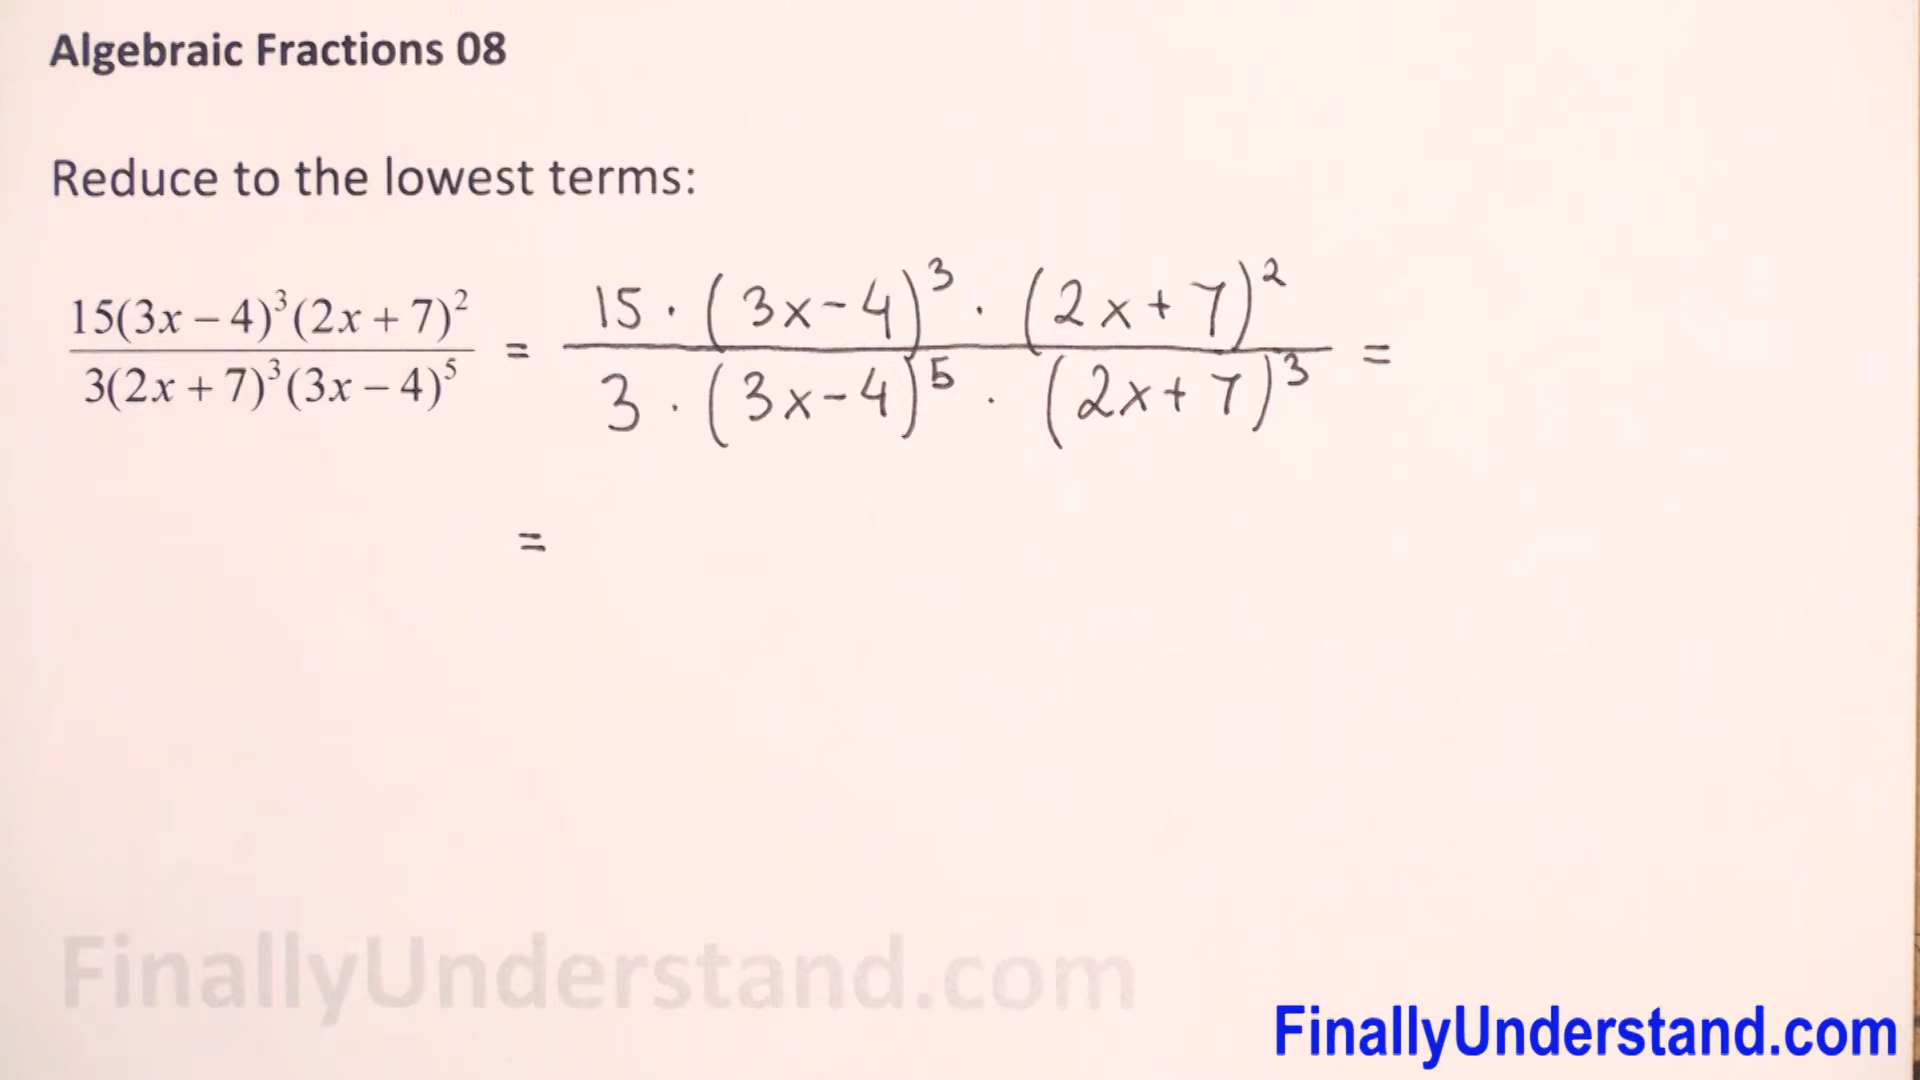 Algebraic Fractions 08
Reduce to the lowest terms:
15(3x − 4)³(2x + 7)² / 3(2x + 7)³(3x − 4)⁵ = 15 · (3x − 4)³ · (2x + 7)² / 3 · (3x − 4)⁵ · (2x + 7)³ =
=
FinallyUnderstand.com
FinallyUnderstand.com